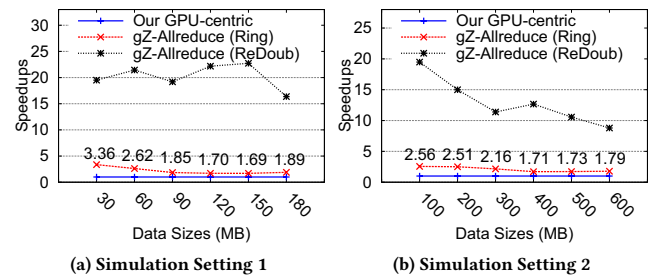 Our GPU-centric
gZ-Allreduce (Ring)
gZ-Allreduce (ReDoub)
Speedups
30
25
20
15
10
5
0
3.36 2.62 1.85 1.70 1.69 1.89
30 60 90 120 150 180
Data Sizes (MB)
(a) Simulation Setting 1
Our GPU-centric
gZ-Allreduce (Ring)
gZ-Allreduce (ReDoub)
Speedups
25
20
15
10
5
0
2.56 2.51 2.16 1.71 1.73 1.79
100 200 300 400 500 600
Data Sizes (MB)
(b) Simulation Setting 2